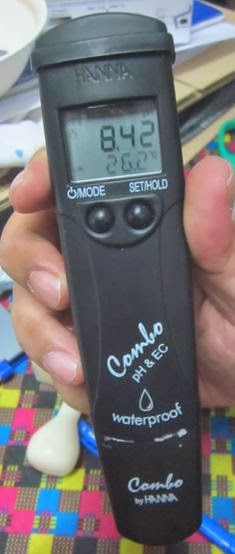 HANNA
8.42
26.2°
⏻/MODE SET/HOLD
Combo
pH & EC
waterproof
Combo
by HANNA